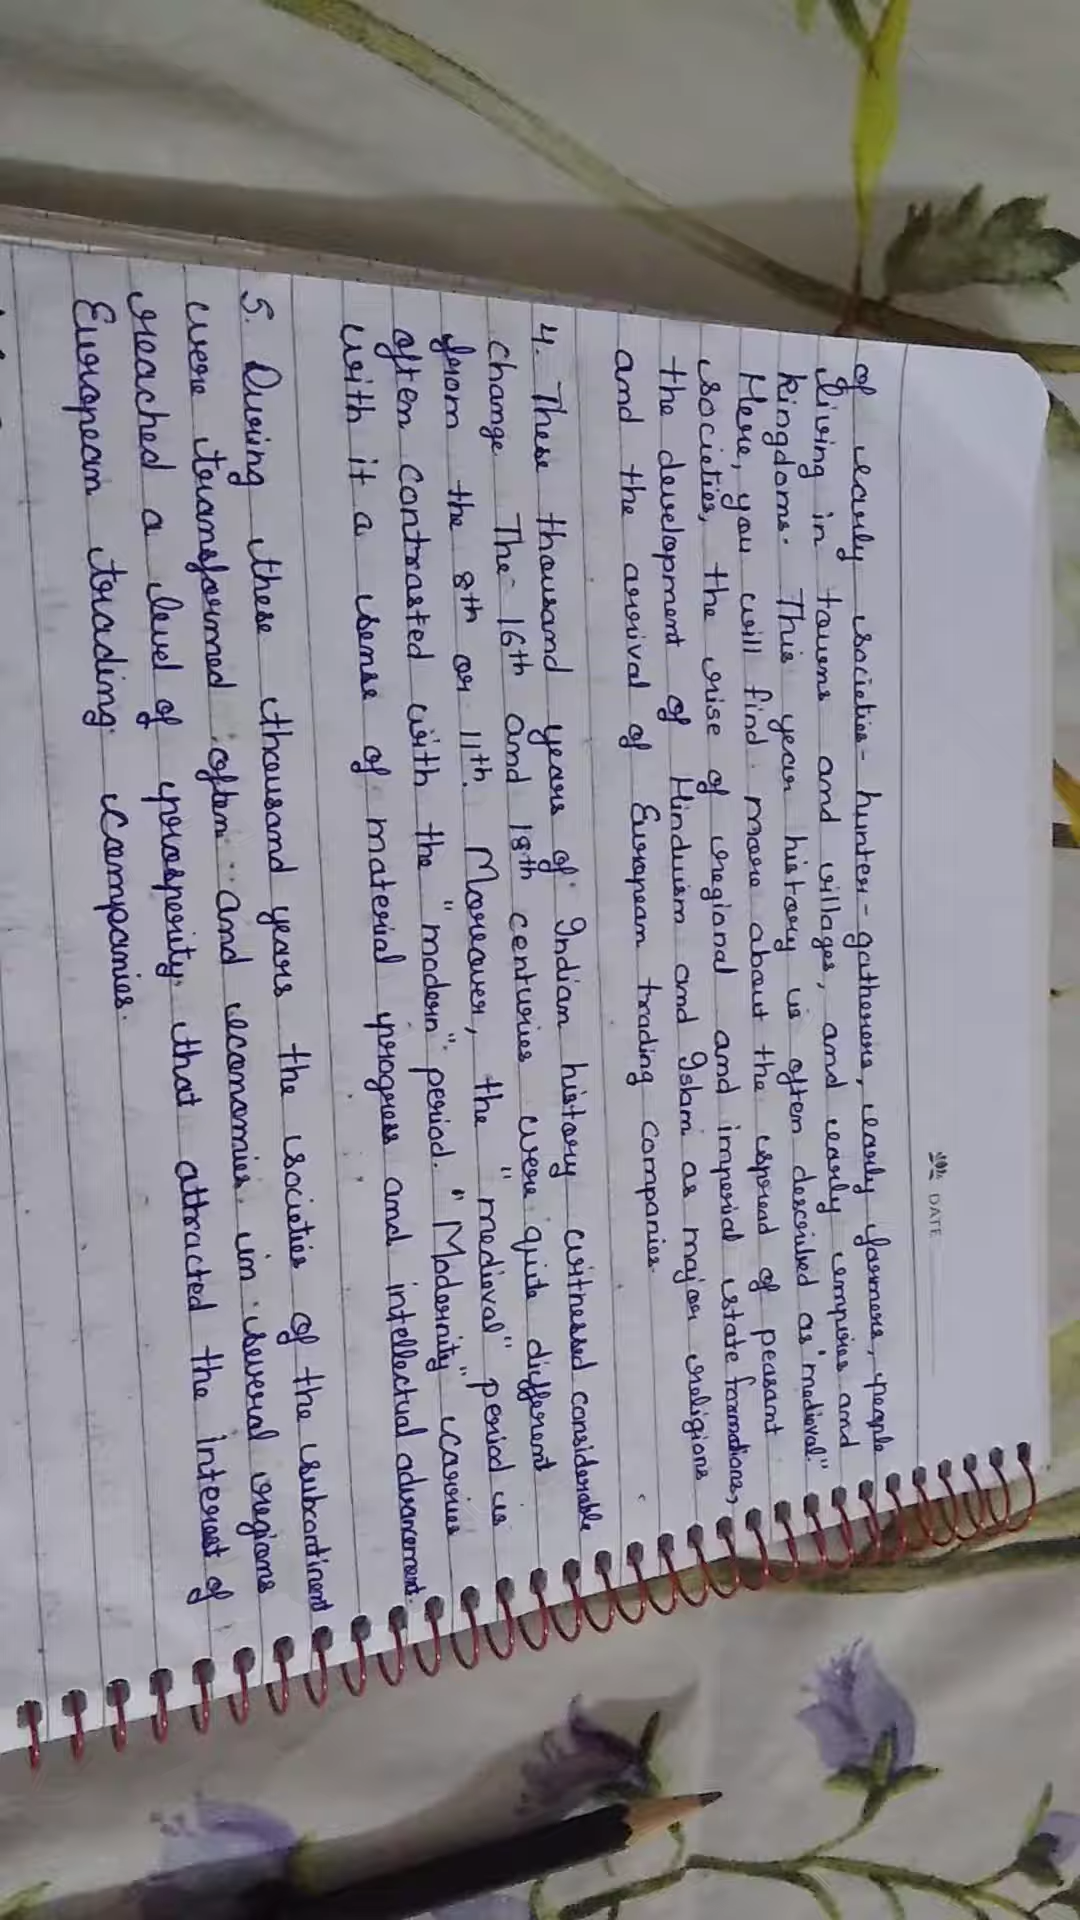 DATE
of early societies- hunter-gatherers, early farmers, people
living in towns and villages, and early empires and
kingdoms. This year history is often described as "medieval."
Here, you will find more about the spread of peasant
societies, the rise of regional and imperial state formations,
the development of Hinduism and Islam as major religions
and the arrival of European trading companies.
4. These thousand years of Indian history witnessed considerable
change. The 16th and 18th centuries were quite different
from the 8th or 11th. Moreover, the "medieval" period is
often contrasted with the "modern" period. "Modernity" carries
with it a sense of material progress and intellectual advancement.
5. During these thousand years the societies of the subcontinent
were transformed often and economies in several regions
reached a level of prosperity that attracted the interest of
European trading companies.